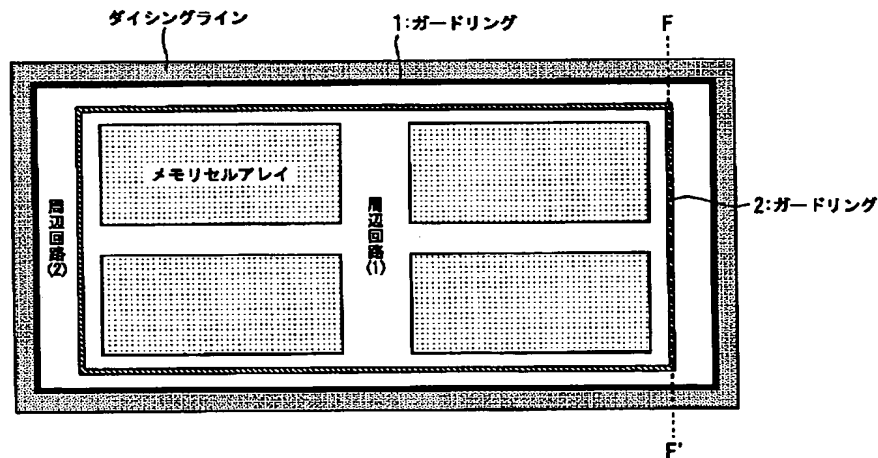 ダイシングライン
1:ガードリング
F
メモリセルアレイ
周辺回路(2)
周辺回路(1)
2:ガードリング
F'